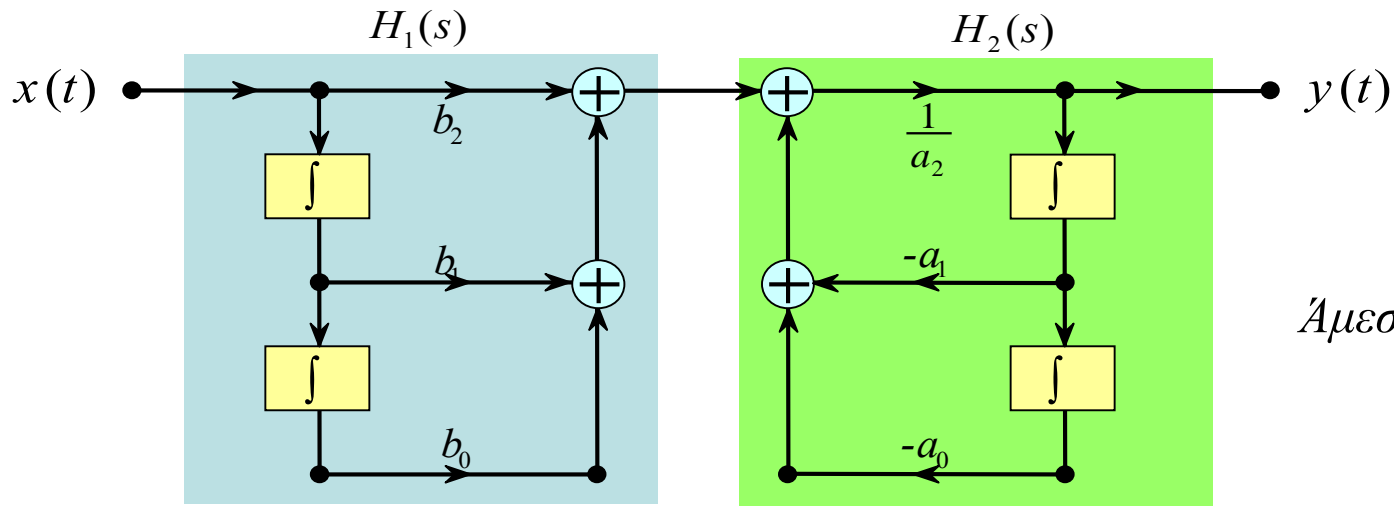 H₁(s) H₂(s)
x(t) y(t)
b₂ 1/a₂
∫ ∫
b₁ -a₁
∫ ∫
b₀ -a₀